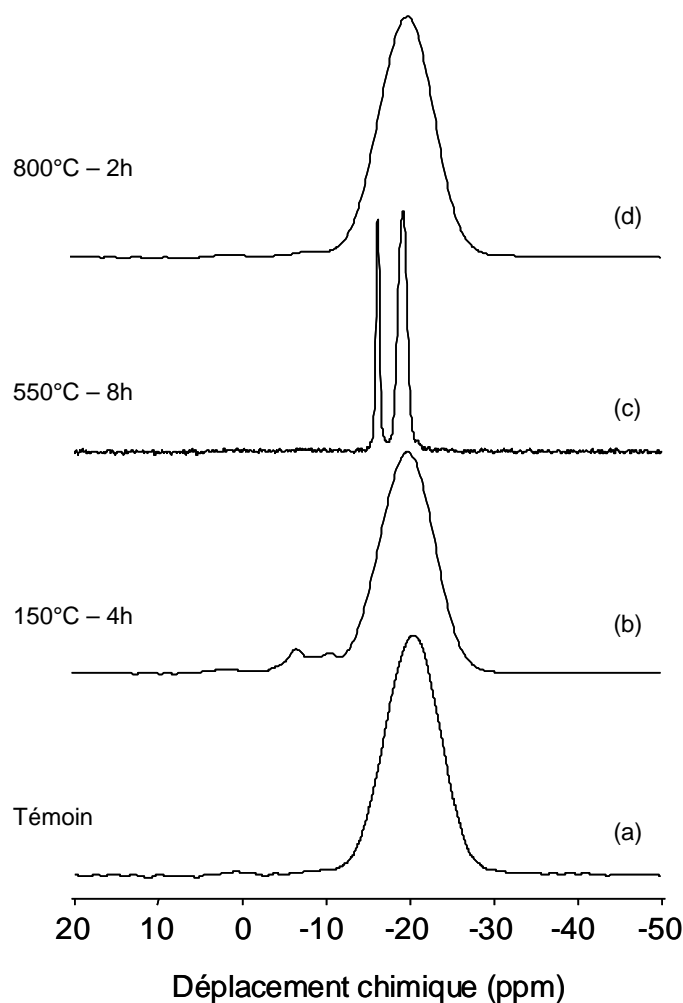 800°C – 2h
(d)
550°C – 8h
(c)
150°C – 4h
(b)
Témoin
(a)
20 10 0 -10 -20 -30 -40 -50
Déplacement chimique (ppm)